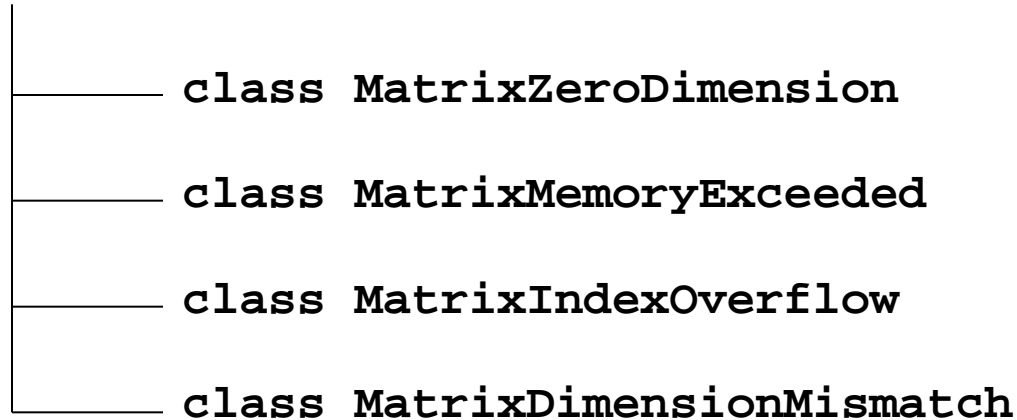 class MatrixZeroDimension
class MatrixMemoryExceeded
class MatrixIndexOverflow
class MatrixDimensionMismatch